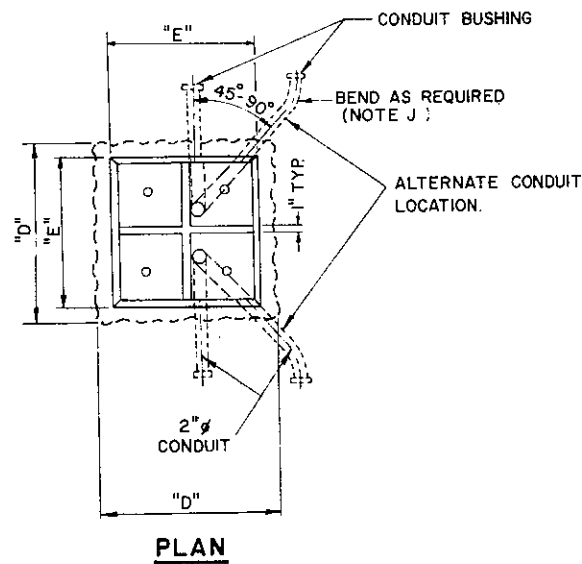 "E"
CONDUIT BUSHING
45°-90°
BEND AS REQUIRED
(NOTE J)
1" TYP.
ALTERNATE CONDUIT
LOCATION.
"D"
"E"
2"ø
CONDUIT
"D"
PLAN